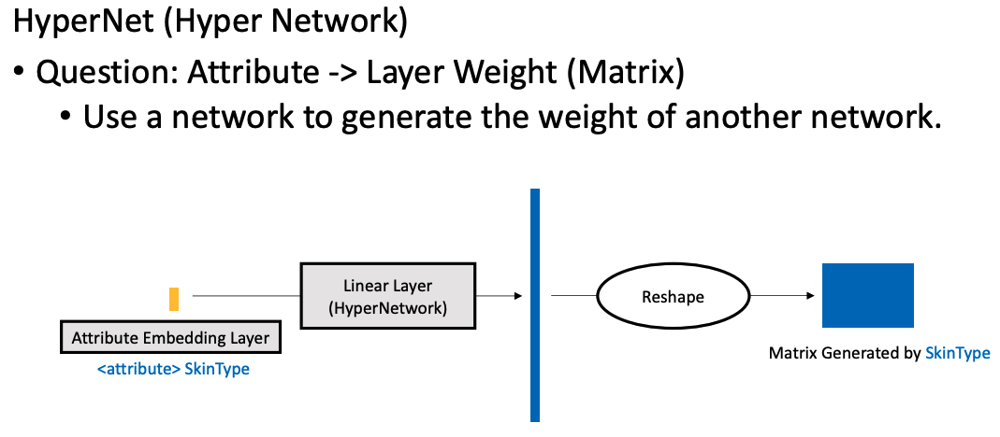 HyperNet (Hyper Network)
• Question: Attribute -> Layer Weight (Matrix)
• Use a network to generate the weight of another network.
Linear Layer
(HyperNetwork)
Reshape
Attribute Embedding Layer
<attribute> SkinType
Matrix Generated by SkinType